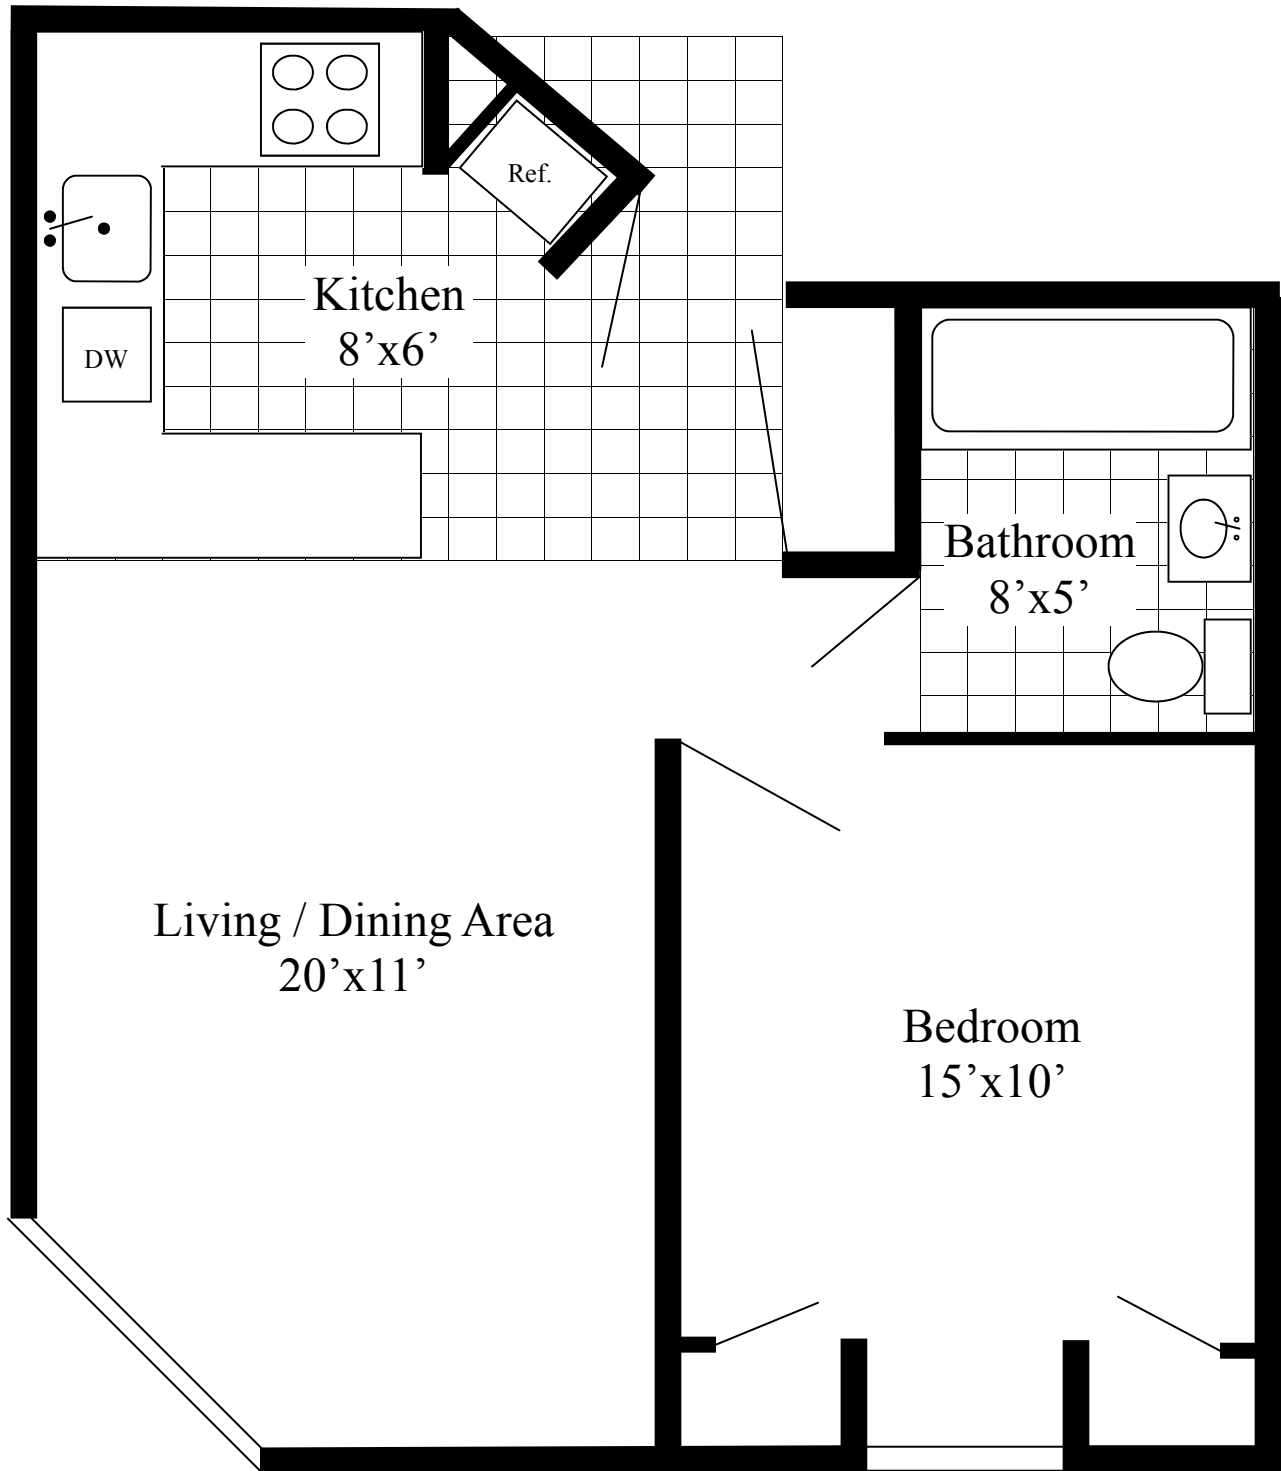 Ref.
Kitchen
8’x6’
DW
Bathroom
8’x5’
Living / Dining Area
20’x11’
Bedroom
15’x10’